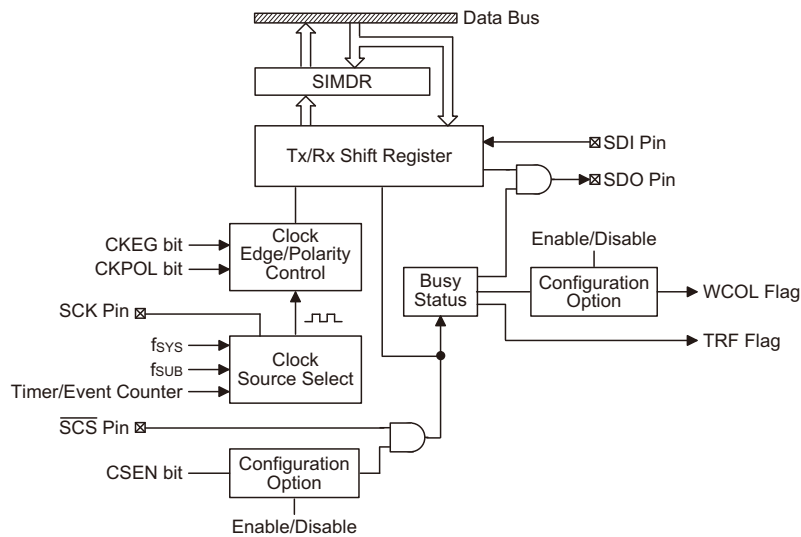 Data Bus
SIMDR
Tx/Rx Shift Register
SDI Pin
SDO Pin
CKEG bit
CKPOL bit
Clock
Edge/Polarity
Control
Enable/Disable
Busy
Status
Configuration
Option
WCOL Flag
TRF Flag
SCK Pin
fSYS
fSUB
Timer/Event Counter
Clock
Source Select
SCS Pin
CSEN bit
Configuration
Option
Enable/Disable